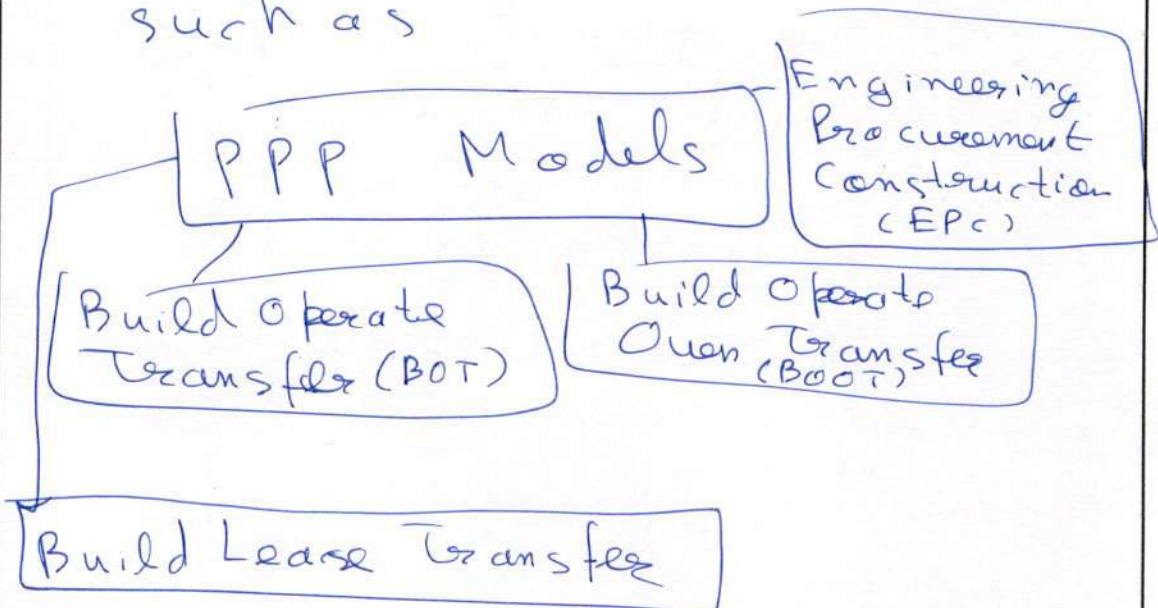 such as
PPP Models
Engineering
Procurement
Construction
(EPC)
Build Operate
Transfer (BOT)
Build Operate
Own Transfer
(BOOT)
Build Lease Transfer